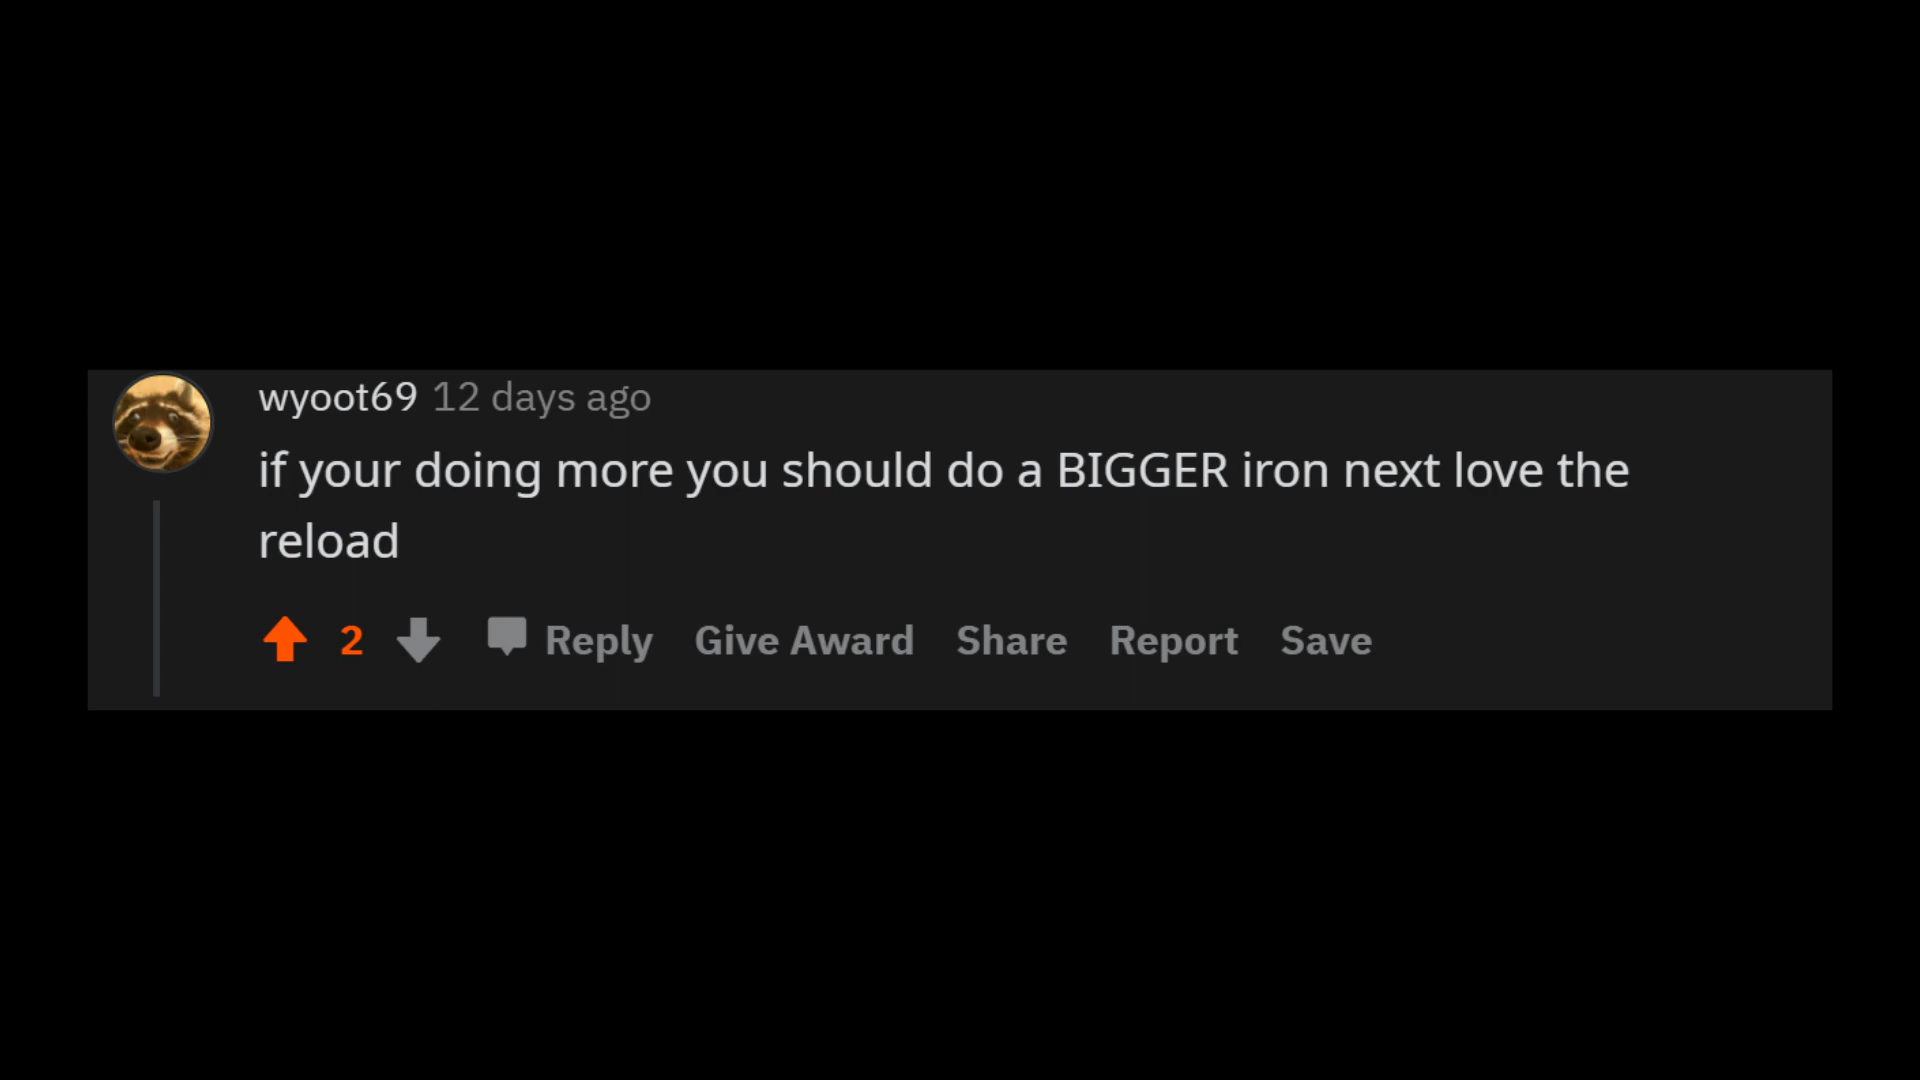 wyoot69 12 days ago
if your doing more you should do a BIGGER iron next love the
reload
2 Reply Give Award Share Report Save